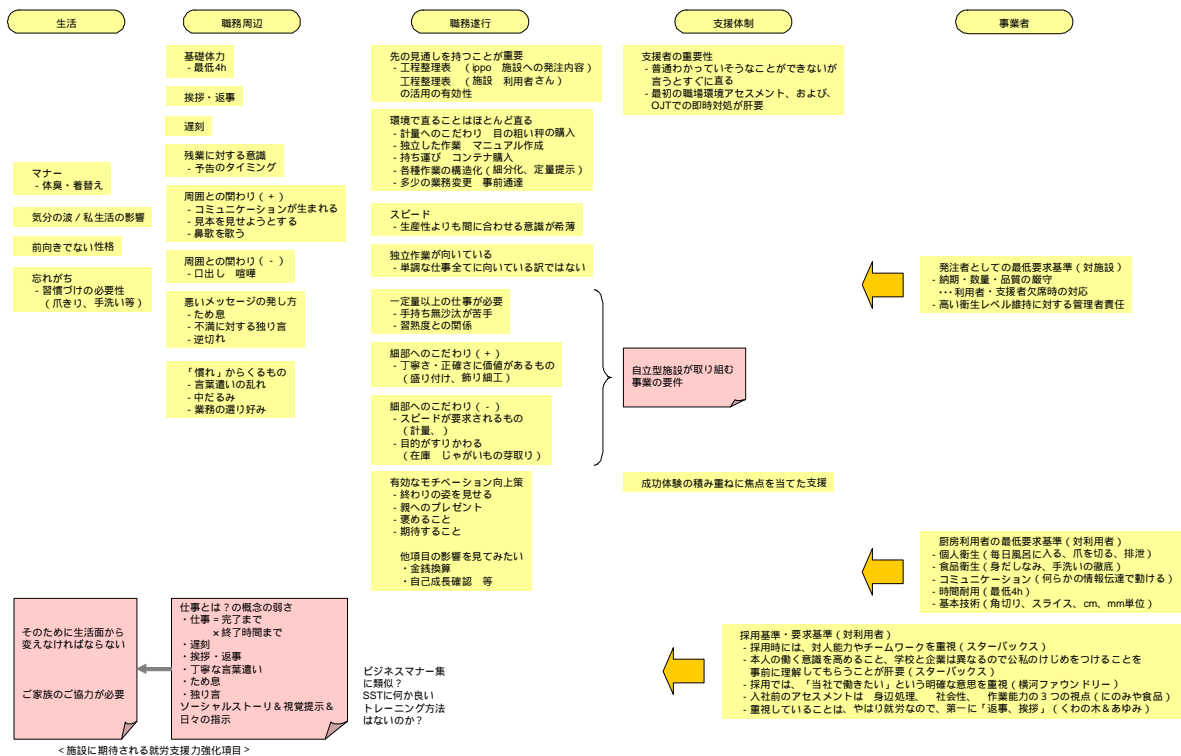 生活
職務周辺
職務遂行
支援体制
事業者
マナー
- 体臭・着替え
気分の波 / 私生活の影響
前向きでない性格
忘れがち
- 習慣づけの必要性
(爪きり、手洗い等)
基礎体力
- 最低4h
挨拶・返事
遅刻
残業に対する意識
- 予告のタイミング
周囲との関わり ( + )
- コミュニケーションが生まれる
- 見本を見せようとする
- 鼻歌を歌う
周囲との関わり ( - )
- 口出し 喧嘩
悪いメッセージの発し方
- ため息
- 不満に対する独り言
- 逆切れ
「慣れ」からくるもの
- 言葉遣いの乱れ
- 中だるみ
- 業務の選り好み
先の見通しを持つことが重要
- 工程整理表 (ippo 施設への発注内容)
工程整理表 (施設 利用者さん)
の活用の有効性
環境で直ることはほとんど直る
- 計量へのこだわり 目の粗い秤の購入
- 独立した作業 マニュアル作成
- 持ち運び コンテナ購入
- 各種作業の構造化(細分化、定量提示)
- 多少の業務変更 事前通達
スピード
- 生産性よりも間に合わせる意識が希薄
独立作業が向いている
- 単調な仕事全てに向いている訳ではない
一定量以上の仕事が必要
- 手持ち無沙汰が苦手
- 習熟度との関係
細部へのこだわり ( + )
- 丁寧さ・正確さに価値があるもの
(盛り付け、飾り細工)
細部へのこだわり ( - )
- スピードが要求されるもの
(計量、)
- 目的がすりかわる
(在庫 じゃがいもの芽取り)
有効なモチベーション向上策
- 終わりの姿を見せる
- 親へのプレゼント
- 褒めること
- 期待すること
他項目の影響を見てみたい
・金銭換算
・自己成長確認 等
支援者の重要性
- 普通わかっていそうなことができないが
言うとすぐに直る
- 最初の職場環境アセスメント、および、
OJTでの即時対処が肝要
自立型施設が取り組む
事業の要件
成功体験の積み重ねに焦点を当てた支援
発注者としての最低要求基準(対施設)
- 納期・数量・品質の厳守
・・・利用者・支援者欠席時の対応
- 高い衛生レベル維持に対する管理者責任
厨房利用者の最低要求基準(対利用者)
- 個人衛生(毎日風呂に入る、爪を切る、排泄)
- 食品衛生(身だしなみ、手洗いの徹底)
- コミュニケーション(何らかの情報伝達で動ける)
- 時間耐用(最低4h)
- 基本技術(角切り、スライス、cm、mm単位)
採用基準・要求基準(対利用者)
- 採用時には、対人能力やチームワークを重視(スターバックス)
- 本人の働く意識を高めること、学校と企業は異なるので公私のけじめをつけることを
事前に理解してもらうことが肝要(スターバックス)
- 採用では、「当社で働きたい」という明確な意思を重視(横河ファウンドリー)
- 入社前のアセスメントは 身辺処理、 社会性、 作業能力の3つの視点(にのみや食品)
- 重視していることは、やはり就労なので、第一に「返事、挨拶」(くわの木&あゆみ)
そのために生活面から
変えなければならない
ご家族のご協力が必要
仕事とは?の概念の弱さ
・仕事 = 完了まで
× 終了時間まで
・遅刻
・挨拶・返事
・丁寧な言葉遣い
・ため息
・独り言
ソーシャルストーリ&視覚提示&
日々の指示
ビジネスマナー集
に類似?
SSTに何か良い
トレーニング方法
はないのか?
<施設に期待される就労支援力強化項目>